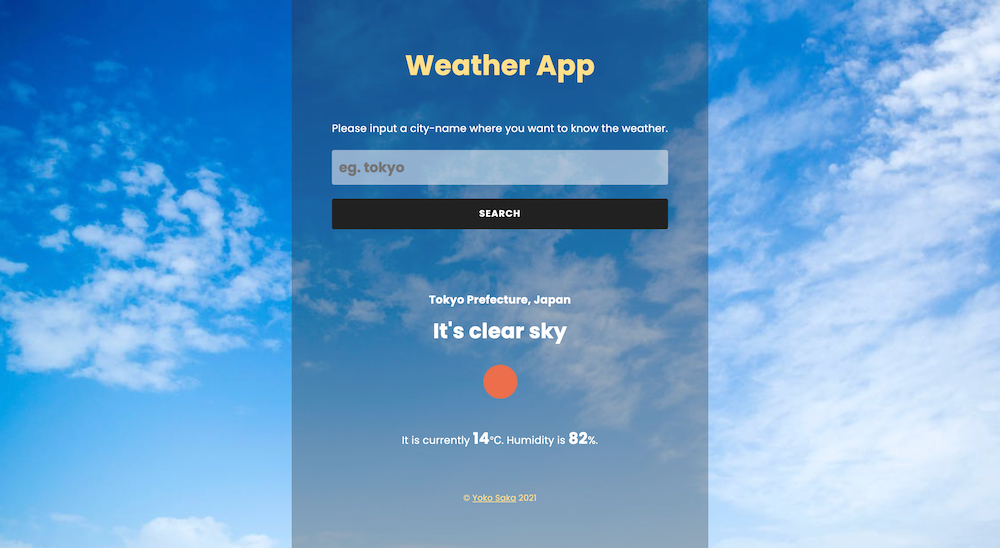 Weather App
Please input a city-name where you want to know the weather.
eg. tokyo
SEARCH
Tokyo Prefecture, Japan
It's clear sky
It is currently 14°C. Humidity is 82%.
© Yoko Saka 2021